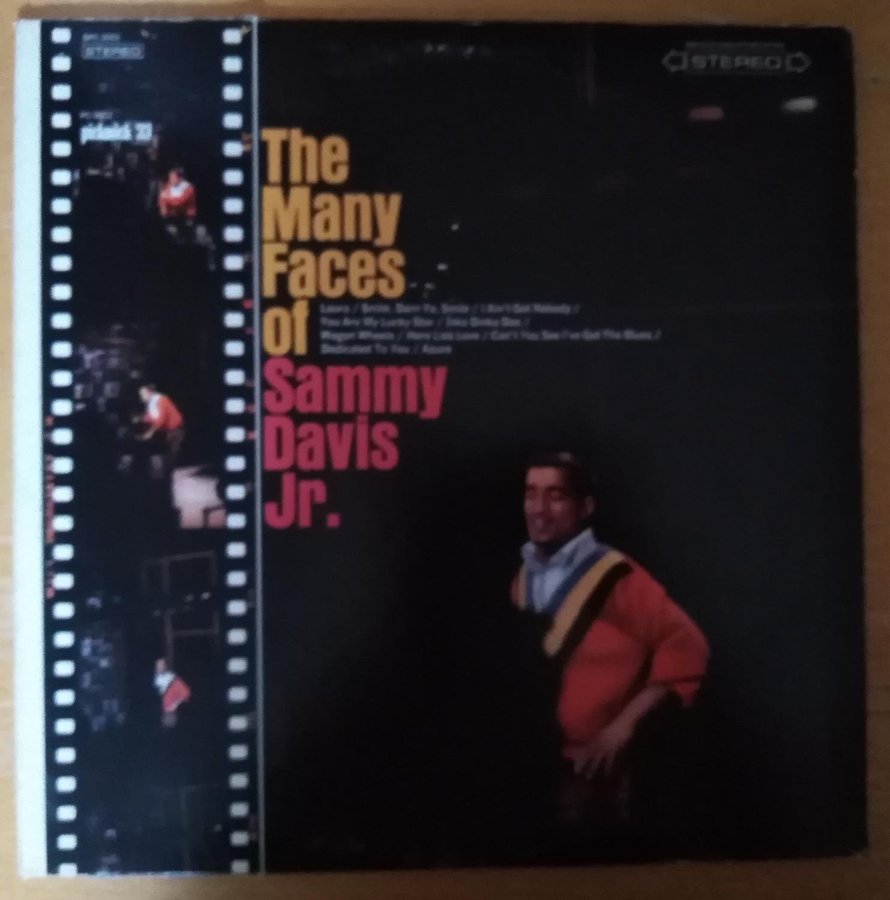 STEREO
STEREO
pickwick 33
The
Many
Faces
of
Laura / Smile, Darn Ya, Smile / I Ain't Got Nobody /
You Are My Lucky Star / Inka Dinka Doo /
Wagon Wheels / Here Lies Love / Can't You See I've Got The Blues /
Dedicated To You / Azure
Sammy
Davis
Jr.